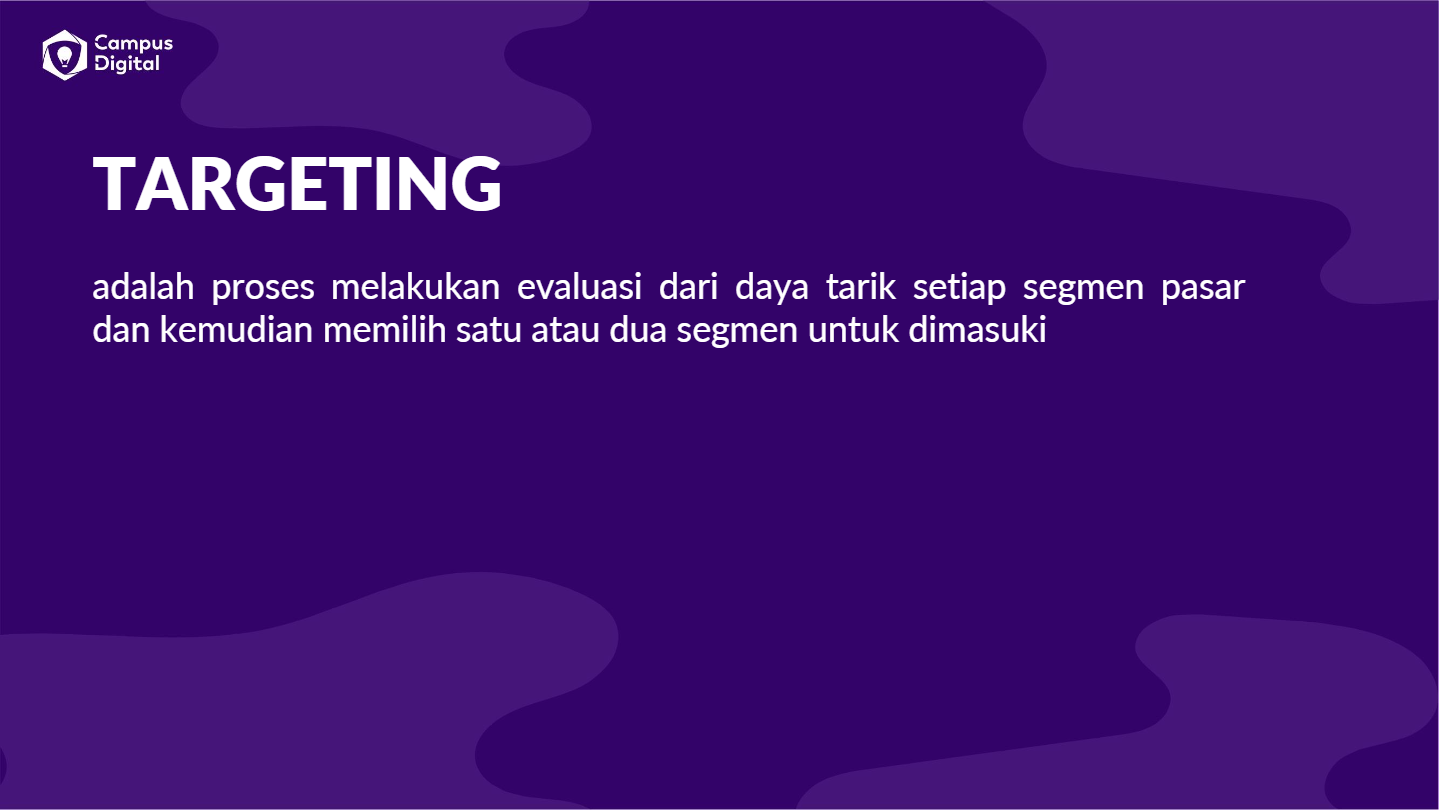 Campus
Digital
TARGETING
adalah proses melakukan evaluasi dari daya tarik setiap segmen pasar
dan kemudian memilih satu atau dua segmen untuk dimasuki